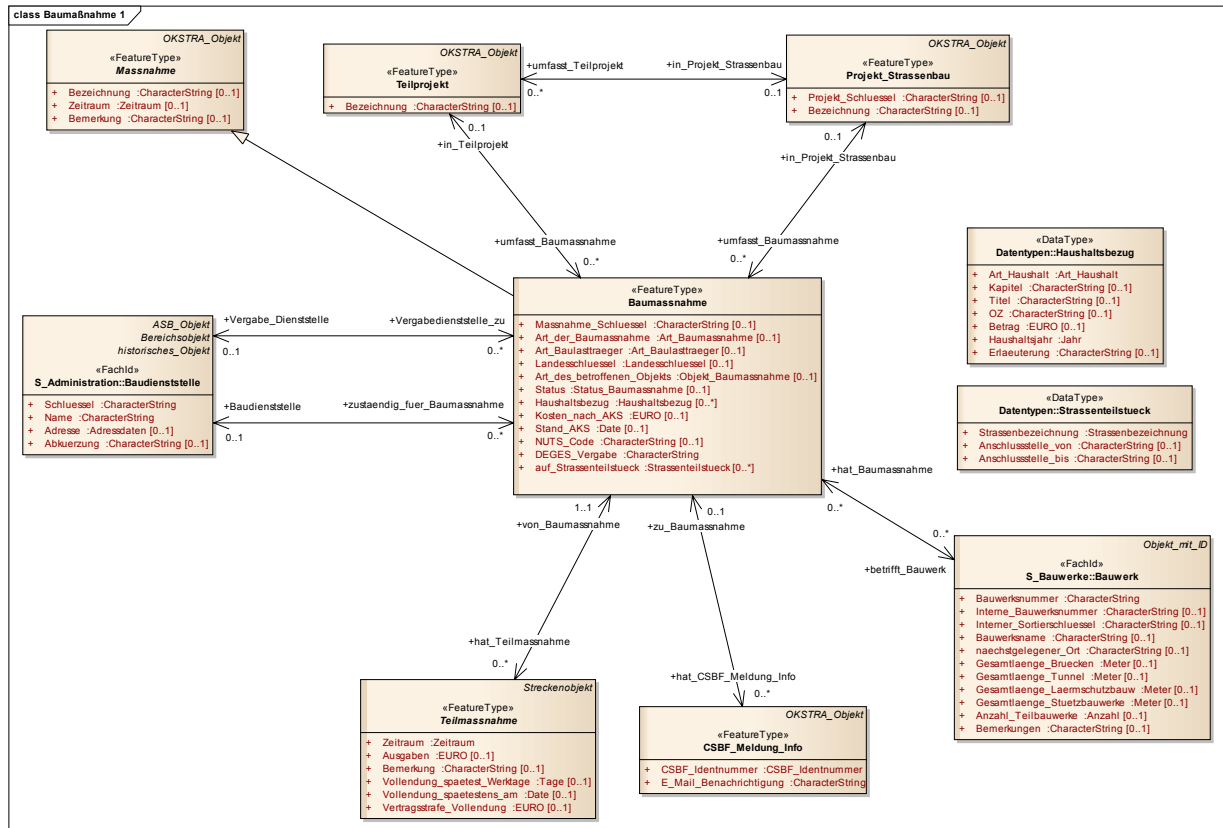 class Baumaßnahme 1
OKSTRA_Objekt
«FeatureType»
Massnahme
+ Bezeichnung :CharacterString [0..1]
+ Zeitraum :Zeitraum [0..1]
+ Bemerkung :CharacterString [0..1]
OKSTRA_Objekt
«FeatureType»
Teilprojekt
+ Bezeichnung :CharacterString [0..1]
+umfasst_Teilprojekt
0..*
+in_Projekt_Strassenbau
0..1
OKSTRA_Objekt
«FeatureType»
Projekt_Strassenbau
+ Projekt_Schluessel :CharacterString [0..1]
+ Bezeichnung :CharacterString [0..1]
0..1
+in_Teilprojekt
0..1
+in_Projekt_Strassenbau
+umfasst_Baumassnahme
0..*
+umfasst_Baumassnahme
0..*
«DataType»
Datentypen::Haushaltsbezug
+ Art_Haushalt :Art_Haushalt
+ Kapitel :CharacterString [0..1]
+ Titel :CharacterString [0..1]
+ OZ :CharacterString [0..1]
+ Betrag :EURO [0..1]
+ Haushaltsjahr :Jahr
+ Erlaeuterung :CharacterString [0..1]
«FeatureType»
Baumassnahme
+ Massnahme_Schluessel :CharacterString [0..1]
+ Art_der_Baumassnahme :Art_Baumassnahme [0..1]
+ Art_Baulasttraeger :Art_Baulasttraeger [0..1]
+ Landesschluessel :Landesschluessel [0..1]
+ Art_des_betroffenen_Objekts :Objekt_Baumassnahme [0..1]
+ Status :Status_Baumassnahme [0..1]
+ Haushaltsbezug :Haushaltsbezug [0..*]
+ Kosten_nach_AKS :EURO [0..1]
+ Stand_AKS :Date [0..1]
+ NUTS_Code :CharacterString [0..1]
+ DEGES_Vergabe :CharacterString
+ auf_Strassenteilstueck :Strassenteilstueck [0..*]
ASB_Objekt
Bereichsobjekt
historisches_Objekt
«FachId»
S_Administration::Baudienststelle
+ Schluessel :CharacterString
+ Name :CharacterString
+ Adresse :Adressdaten [0..1]
+ Abkuerzung :CharacterString [0..1]
+Vergabe_Dienststelle
0..1
+Vergabedienststelle_zu
0..*
+Baudienststelle
0..1
+zustaendig_fuer_Baumassnahme
0..*
«DataType»
Datentypen::Strassenteilstueck
+ Strassenbezeichnung :Strassenbezeichnung
+ Anschlussstelle_von :CharacterString [0..1]
+ Anschlussstelle_bis :CharacterString [0..1]
+hat_Baumassnahme
0..*
0..*
+betrifft_Bauwerk
1..1
+von_Baumassnahme
0..1
+zu_Baumassnahme
Objekt_mit_ID
«FachId»
S_Bauwerke::Bauwerk
+ Bauwerksnummer :CharacterString
+ Interne_Bauwerksnummer :CharacterString [0..1]
+ Interner_Sortierschluessel :CharacterString [0..1]
+ Bauwerksname :CharacterString [0..1]
+ naechstgelegener_Ort :CharacterString [0..1]
+ Gesamtlaenge_Bruecken :Meter [0..1]
+ Gesamtlaenge_Tunnel :Meter [0..1]
+ Gesamtlaenge_Laermschutzbauw :Meter [0..1]
+ Gesamtlaenge_Stuetzbauwerke :Meter [0..1]
+ Anzahl_Teilbauwerke :Anzahl [0..1]
+ Bemerkungen :CharacterString [0..1]
+hat_Teilmassnahme
0..*
+hat_CSBF_Meldung_Info
0..*
Streckenobjekt
«FeatureType»
Teilmassnahme
+ Zeitraum :Zeitraum
+ Ausgaben :EURO [0..1]
+ Bemerkung :CharacterString [0..1]
+ Vollendung_spaetest_Werktage :Tage [0..1]
+ Vollendung_spaetestens_am :Date [0..1]
+ Vertragsstrafe_Vollendung :EURO [0..1]
OKSTRA_Objekt
«FeatureType»
CSBF_Meldung_Info
+ CSBF_Identnummer :CSBF_Identnummer
+ E_Mail_Benachrichtigung :CharacterString